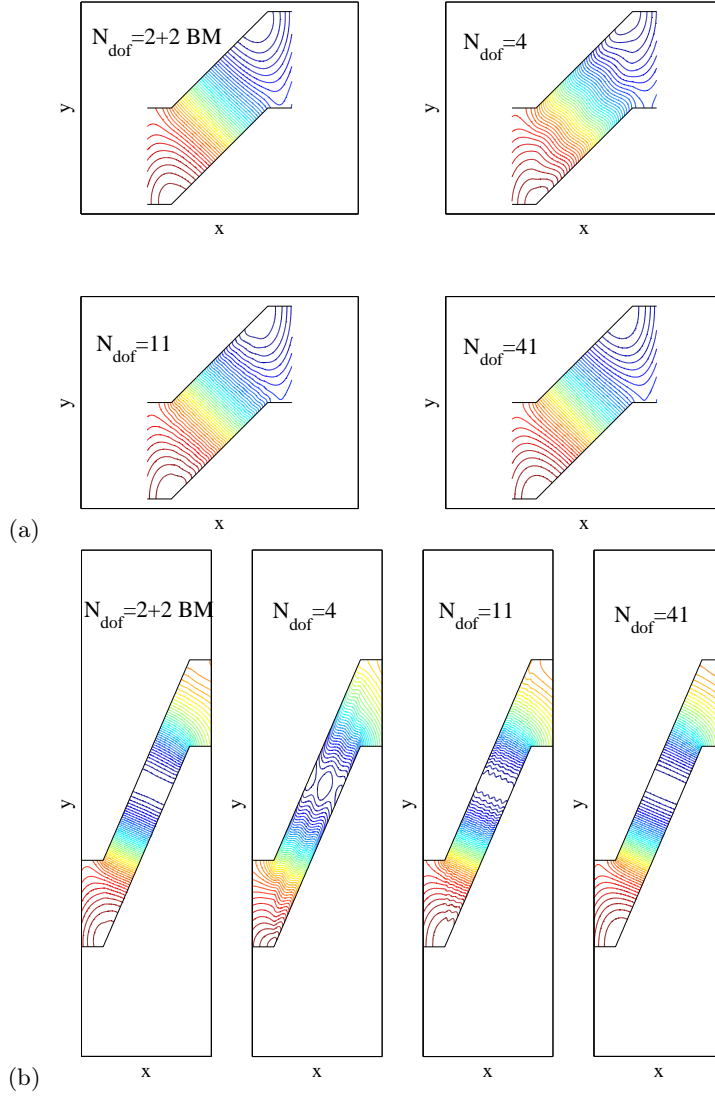 N_dof=2+2 BM
N_dof=4
y
y
x
x
N_dof=11
N_dof=41
y
y
x
x
(a)
N_dof=2+2 BM
N_dof=4
N_dof=11
N_dof=41
y
y
y
y
x
x
x
x
(b)